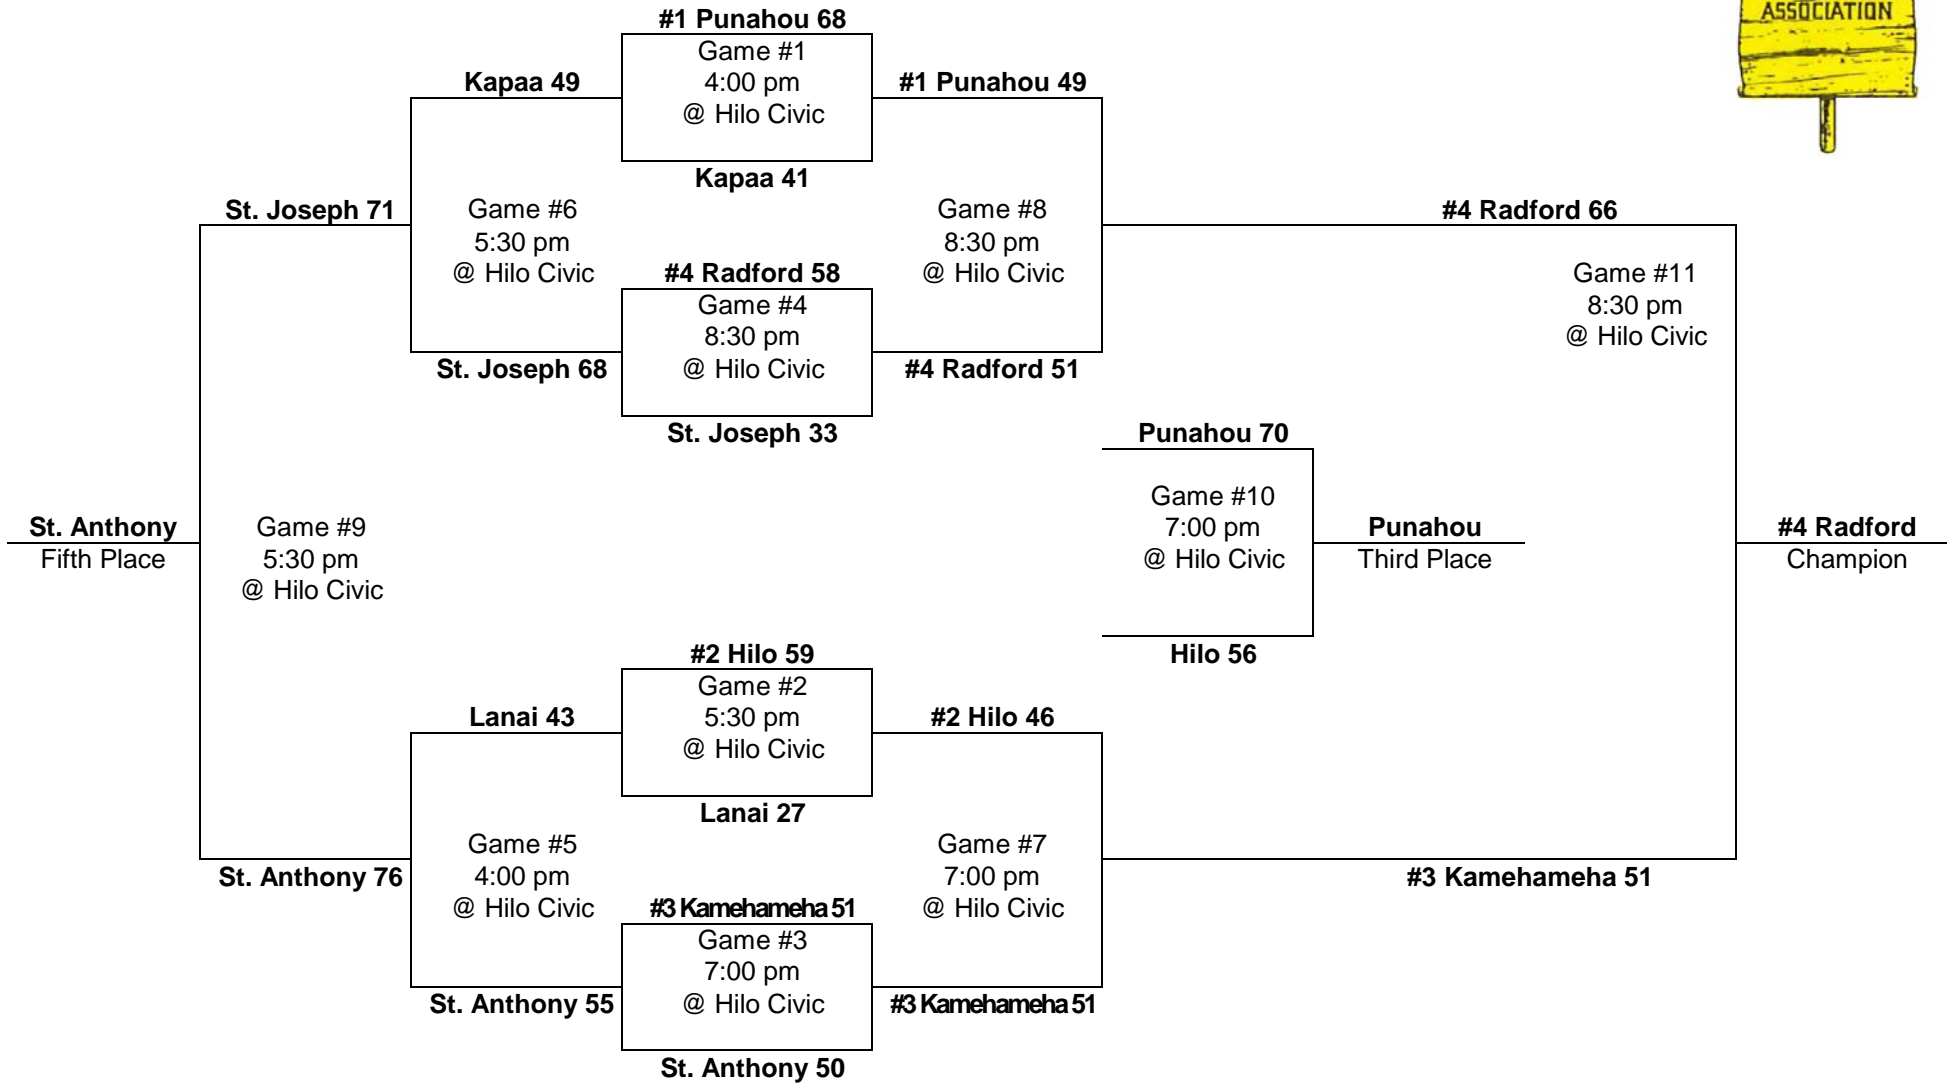 ASSOCIATION
#1 Punahou 68
Game #1
4:00 pm
@ Hilo Civic
Kapaa 41
Kapaa 49
#1 Punahou 49
St. Joseph 71
Game #6
5:30 pm
@ Hilo Civic
Game #8
8:30 pm
@ Hilo Civic
#4 Radford 66
#4 Radford 58
Game #4
8:30 pm
@ Hilo Civic
St. Joseph 33
St. Joseph 68
#4 Radford 51
Game #11
8:30 pm
@ Hilo Civic
Punahou 70
Game #10
7:00 pm
@ Hilo Civic
Hilo 56
St. Anthony
Fifth Place
Game #9
5:30 pm
@ Hilo Civic
Punahou
Third Place
#4 Radford
Champion
#2 Hilo 59
Game #2
5:30 pm
@ Hilo Civic
Lanai 27
Lanai 43
#2 Hilo 46
St. Anthony 76
Game #5
4:00 pm
@ Hilo Civic
Game #7
7:00 pm
@ Hilo Civic
#3 Kamehameha 51
#3 Kamehameha 51
Game #3
7:00 pm
@ Hilo Civic
St. Anthony 50
St. Anthony 55
#3 Kamehameha 51